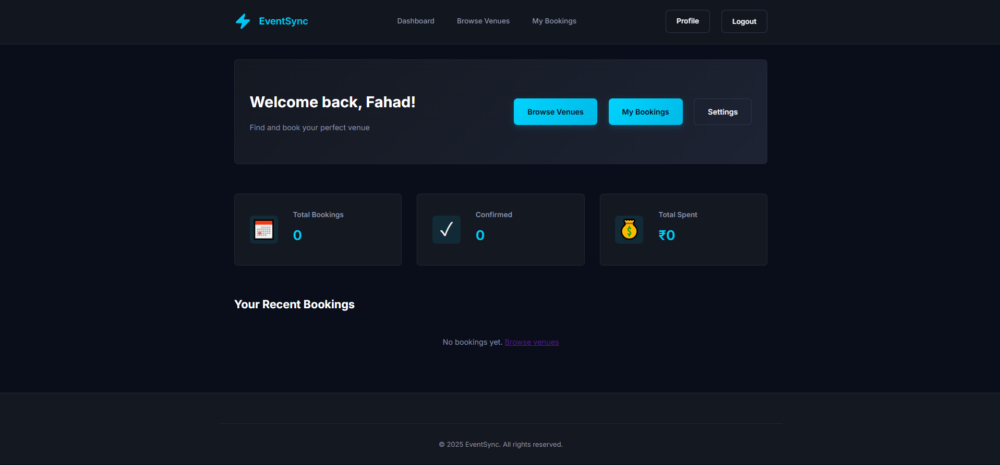 EventSync
Dashboard
Browse Venues
My Bookings
Profile
Logout
Welcome back, Fahad!
Find and book your perfect venue
Browse Venues
My Bookings
Settings
Total Bookings
0
Confirmed
0
Total Spent
₹0
Your Recent Bookings
No bookings yet. Browse venues
© 2025 EventSync. All rights reserved.